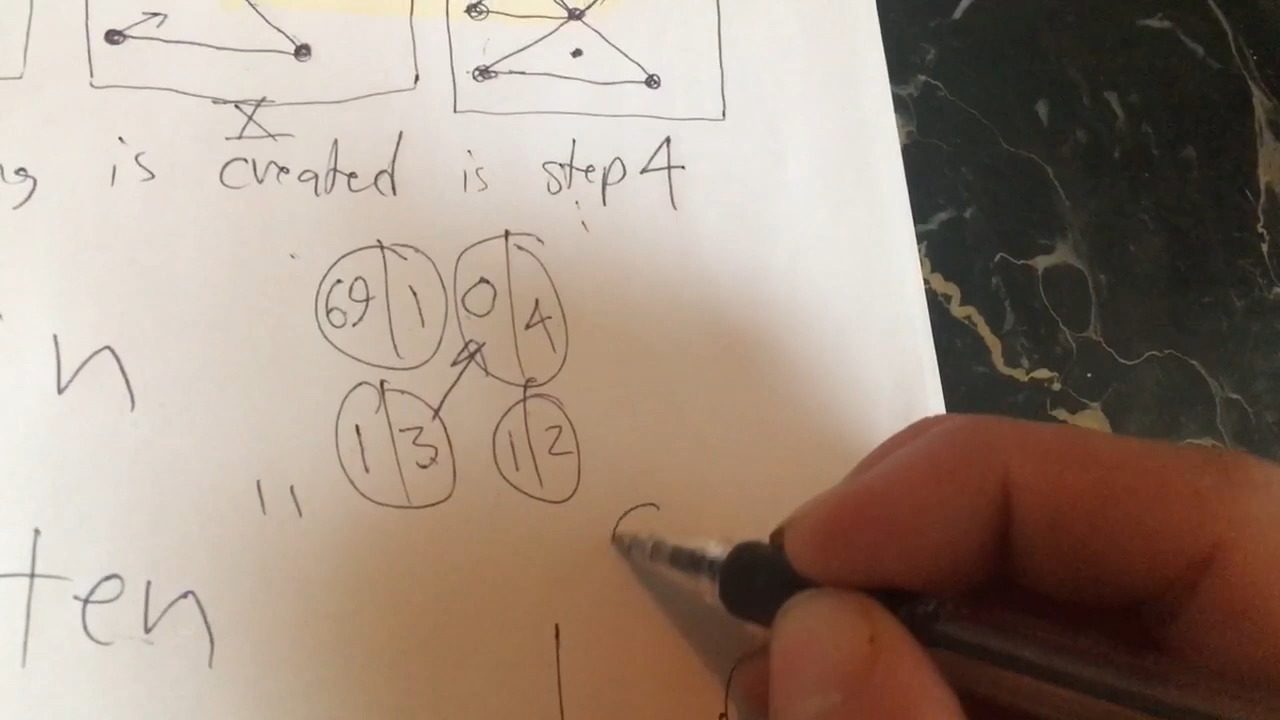 X
is created is step 4
69 1 0 4
n
1 3 1 2
"
ten